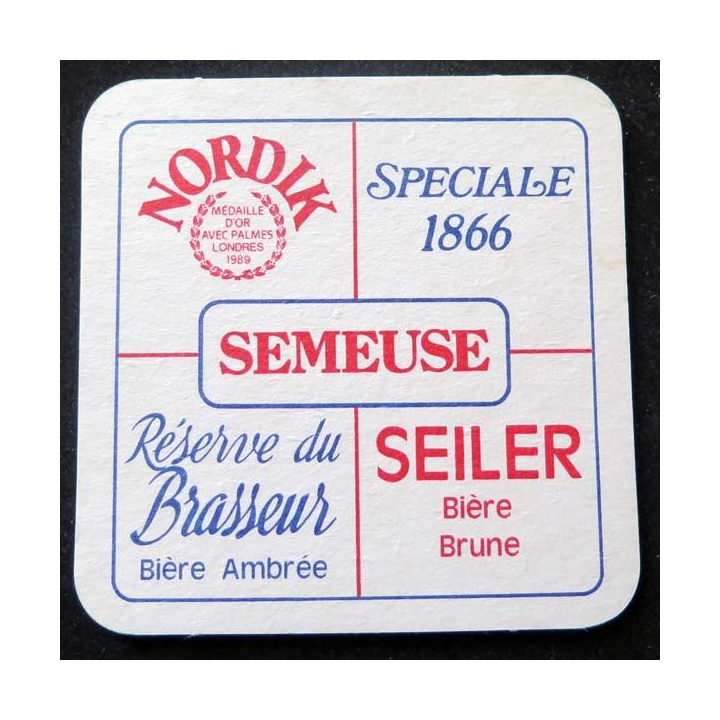 NORDIK
MÉDAILLE
D'OR
AVEC PALMES
LONDRES
1989
SPECIALE
1866
SEMEUSE
Réserve du
Brasseur
Bière Ambrée
SEILER
Bière
Brune